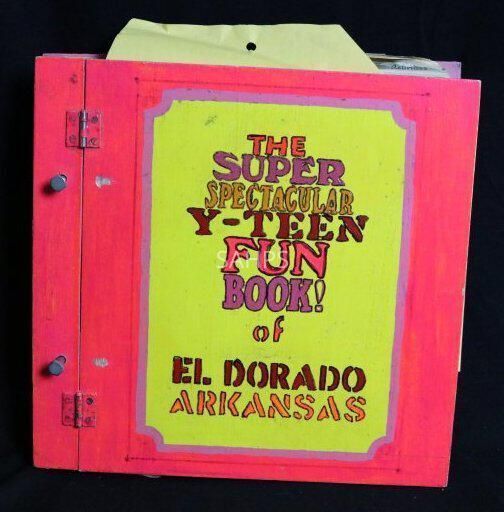 THE
SUPER
SPECTACULAR
Y-TEEN
FUN
BOOK!
of
EL DORADO
ARKANSAS